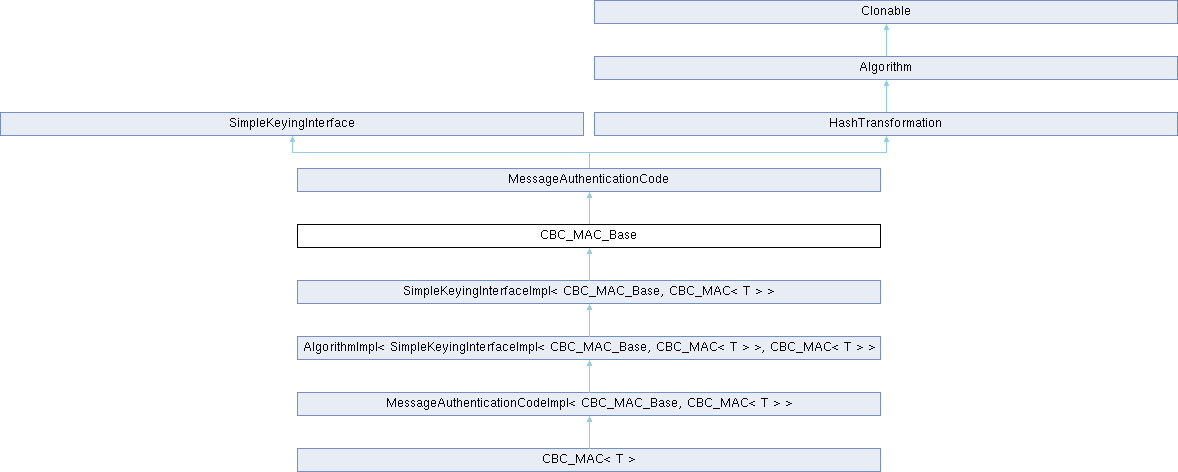 Clonable
Algorithm
SimpleKeyingInterface
HashTransformation
MessageAuthenticationCode
CBC_MAC_Base
SimpleKeyingInterfaceImpl< CBC_MAC_Base, CBC_MAC< T > >
AlgorithmImpl< SimpleKeyingInterfaceImpl< CBC_MAC_Base, CBC_MAC< T > >, CBC_MAC< T > >
MessageAuthenticationCodeImpl< CBC_MAC_Base, CBC_MAC< T > >
CBC_MAC< T >